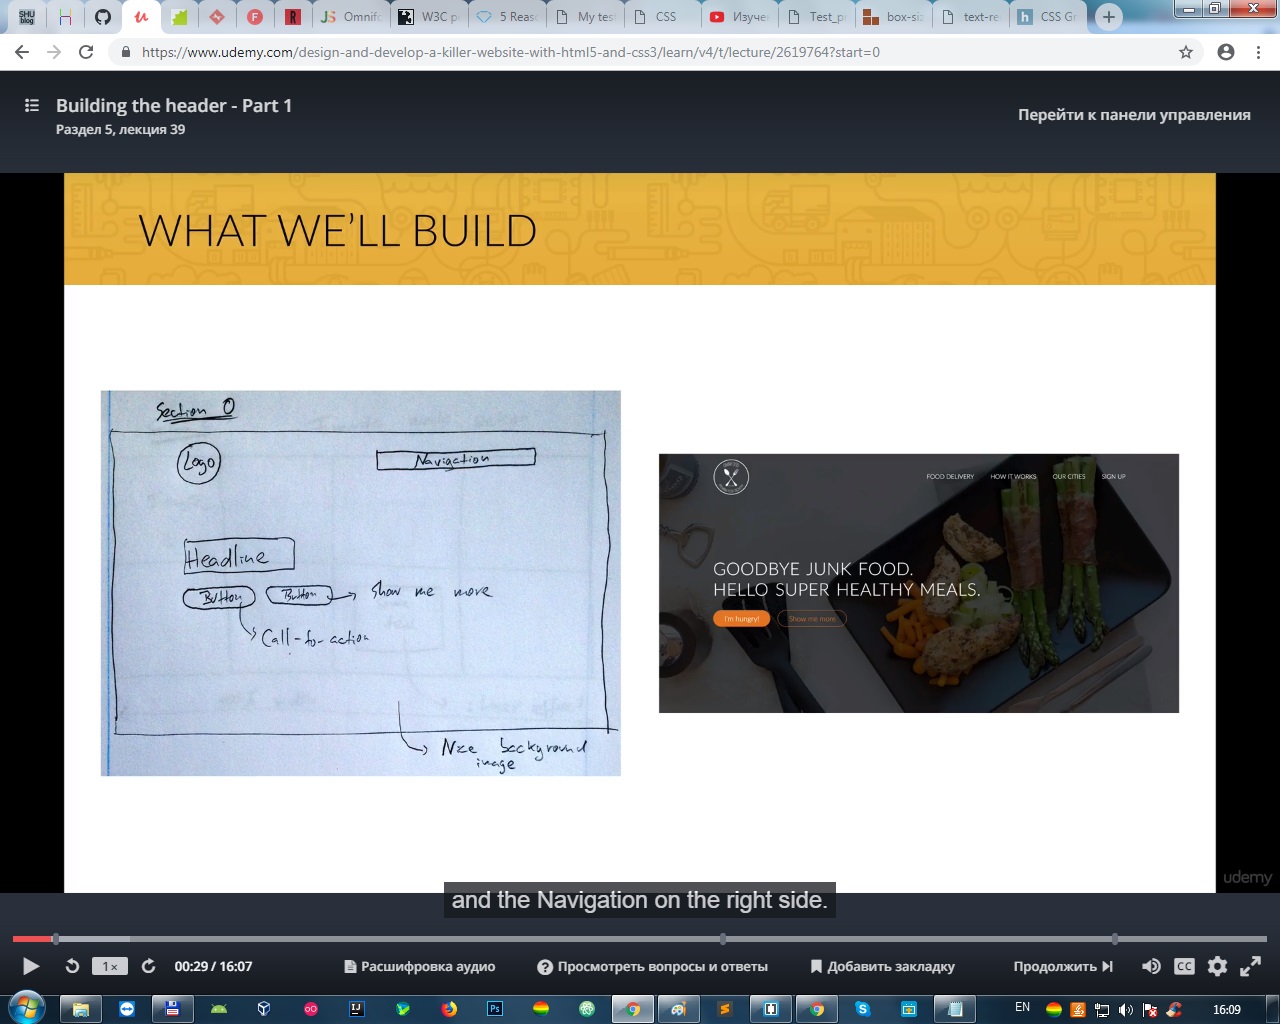 SHU
blog
Omnifo
W3C p
5 Reas
My tes
CSS
Изучен
Test_pr
box-siz
text-re
CSS Gr
https://www.udemy.com/design-and-develop-a-killer-website-with-html5-and-css3/learn/v4/t/lecture/2619764?start=0
Building the header - Part 1
Раздел 5, лекция 39
Перейти к панели управления
WHAT WE'LL BUILD
Section 0
Logo
Navigation
Headline
Button
Button
Show me more
Call-to-action
Nice background
image
FOOD DELIVERY HOW IT WORKS OUR CITIES SIGN UP
GOODBYE JUNK FOOD.
HELLO SUPER HEALTHY MEALS.
I'm hungry!
Show me more
udemy
and the Navigation on the right side.
1×
00:29 / 16:07
Расшифровка аудио
Просмотреть вопросы и ответы
Добавить закладку
Продолжить
CC
EN
16:09